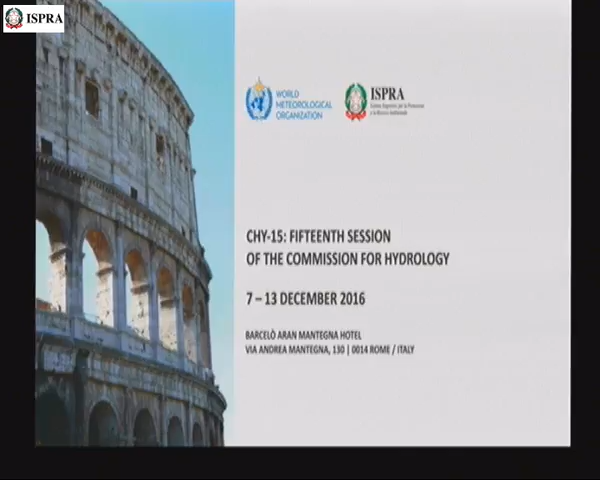 ISPRA
WORLD
METEOROLOGICAL
ORGANIZATION
ISPRA
CHY-15: FIFTEENTH SESSION
OF THE COMMISSION FOR HYDROLOGY
7 – 13 DECEMBER 2016
BARCELÒ ARAN MANTEGNA HOTEL
VIA ANDREA MANTEGNA, 130 | 0014 ROME / ITALY